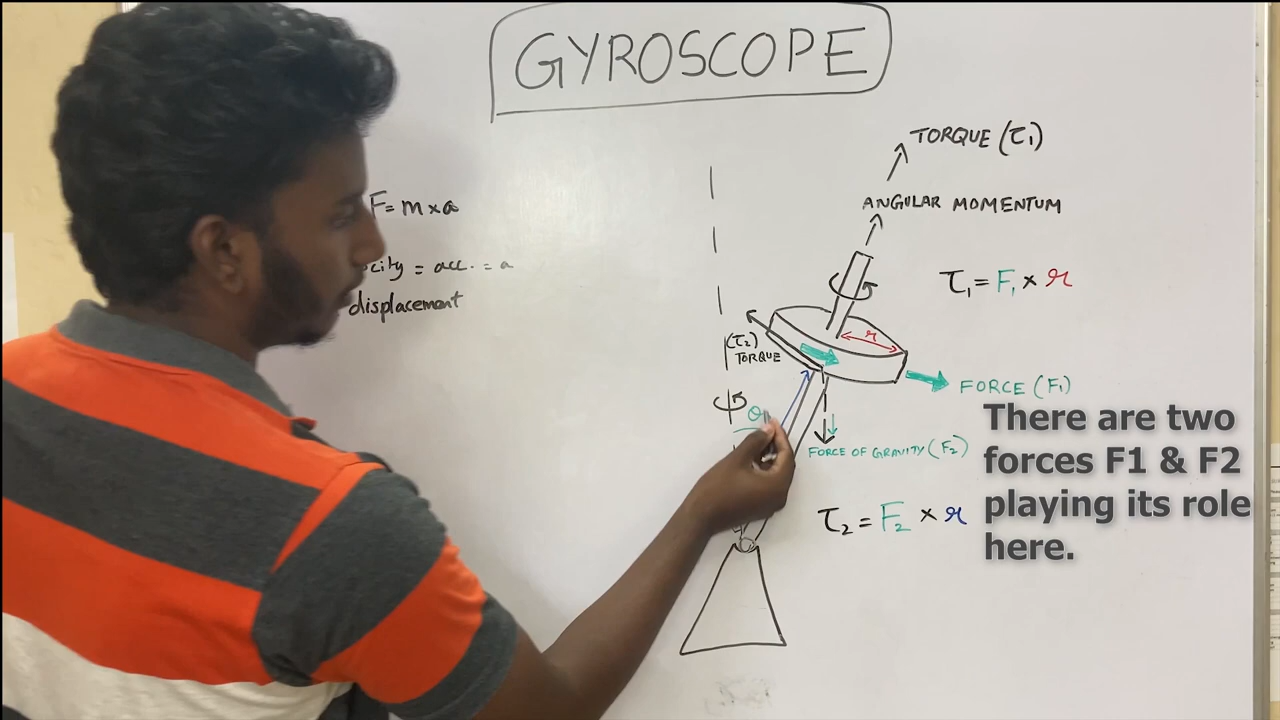 GYROSCOPE
TORQUE (τ1)
ANGULAR MOMENTUM
F = m × a
city = acc. = a
displacement
τ1 = F1 × r
r
(τ2)
TORQUE
FORCE (F1)
FORCE OF GRAVITY (F2)
τ2 = F2 × r
There are two
forces F1 & F2
playing its role
here.